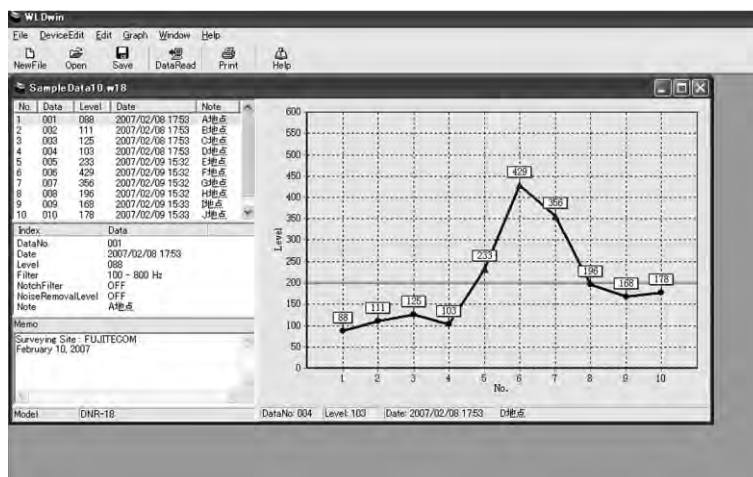 WLDwin
File DeviceEdit Edit Graph Window Help
NewFile Open Save DataRead Print Help
SampleData10.w18
No. Data Level Date Note
1 001 088 2007/02/08 17:53 A地点
2 002 111 2007/02/08 17:53 B地点
3 003 125 2007/02/08 17:53 C地点
4 004 103 2007/02/08 17:53 D地点
5 005 233 2007/02/09 15:32 E地点
6 006 429 2007/02/09 15:32 F地点
7 007 356 2007/02/09 15:32 G地点
8 008 196 2007/02/09 15:32 H地点
9 009 168 2007/02/09 15:33 I地点
10 010 178 2007/02/09 15:33 J地点
Index Data
DataNo. 001
Date 2007/02/08 17:53
Level 088
Filter 100 - 800 Hz
NotchFilter OFF
NoiseRemovalLevel OFF
Note A地点
Memo
Surveying Site : FUJITECOM
February 10, 2007
Model DNR-18
600
550
500
450
400
350
300
250
200
150
100
50
0
Level
88 111 125 103 233 429 356 196 168 178
1 2 3 4 5 6 7 8 9 10
No.
DataNo: 004 Level: 103 Date: 2007/02/08 17:53 D地点